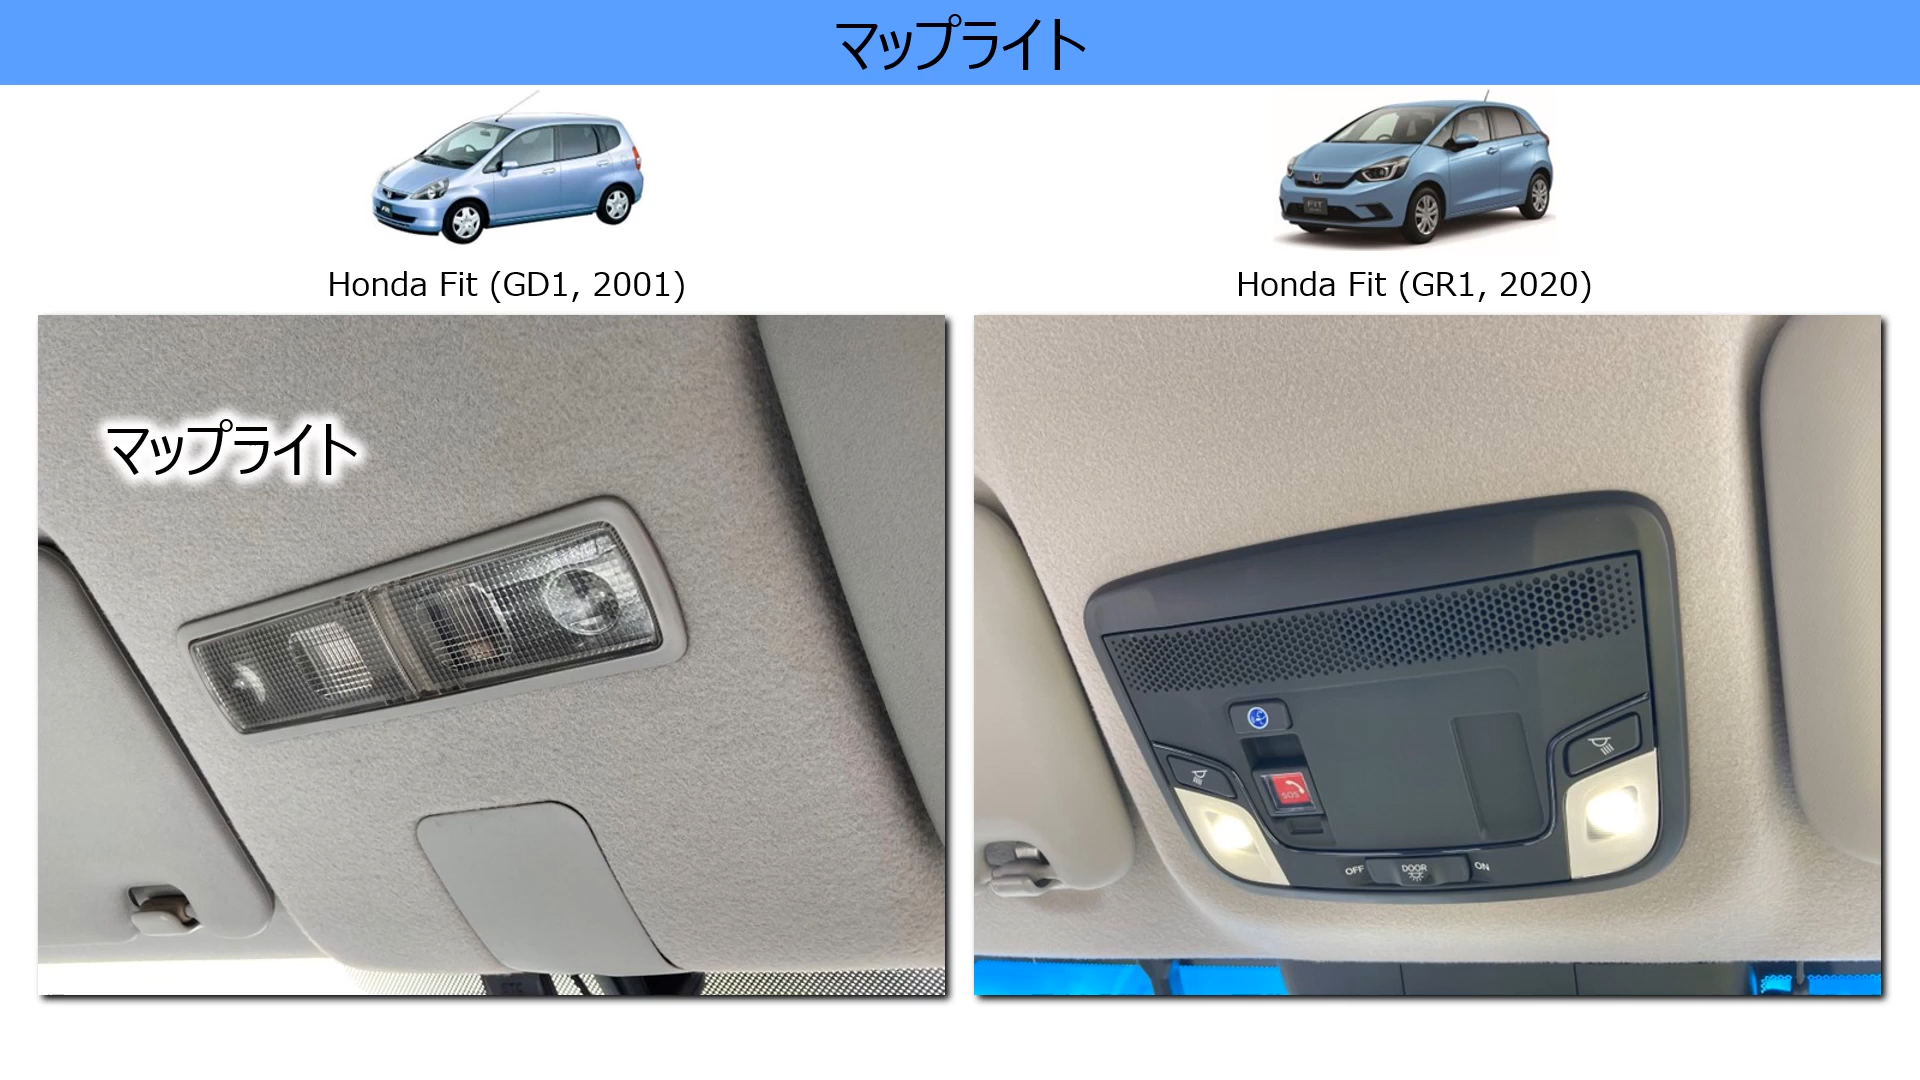 マップライト
Honda Fit (GD1, 2001)
Honda Fit (GR1, 2020)
マップライト
SOS
OFF
DOOR
ON
FIT